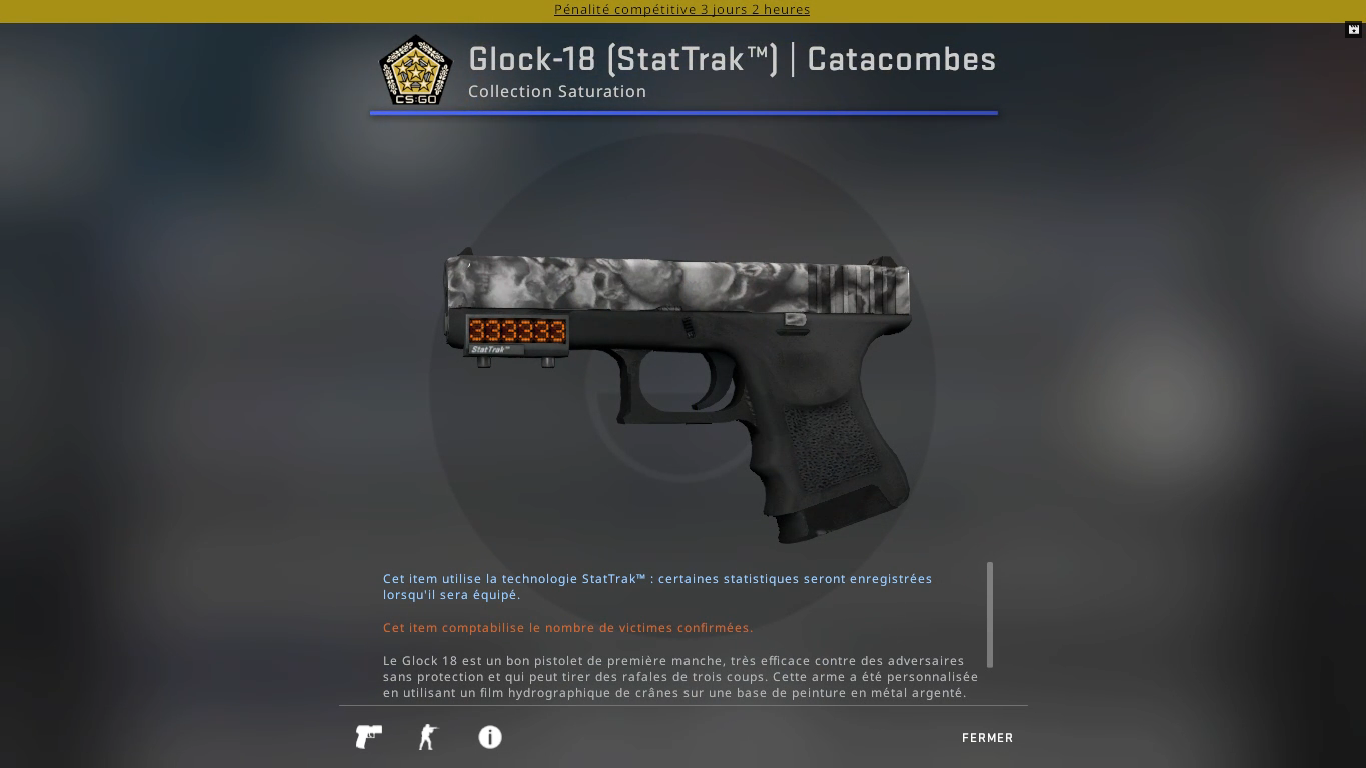 Pénalité compétitive 3 jours 2 heures
Glock-18 (StatTrak™) | Catacombes
CS:GO
Collection Saturation
333333
StatTrak™
Cet item utilise la technologie StatTrak™ : certaines statistiques seront enregistrées
lorsqu'il sera équipé.
Cet item comptabilise le nombre de victimes confirmées.
Le Glock 18 est un bon pistolet de première manche, très efficace contre des adversaires
sans protection et qui peut tirer des rafales de trois coups. Cette arme a été personnalisée
en utilisant un film hydrographique de crânes sur une base de peinture en métal argenté.
FERMER